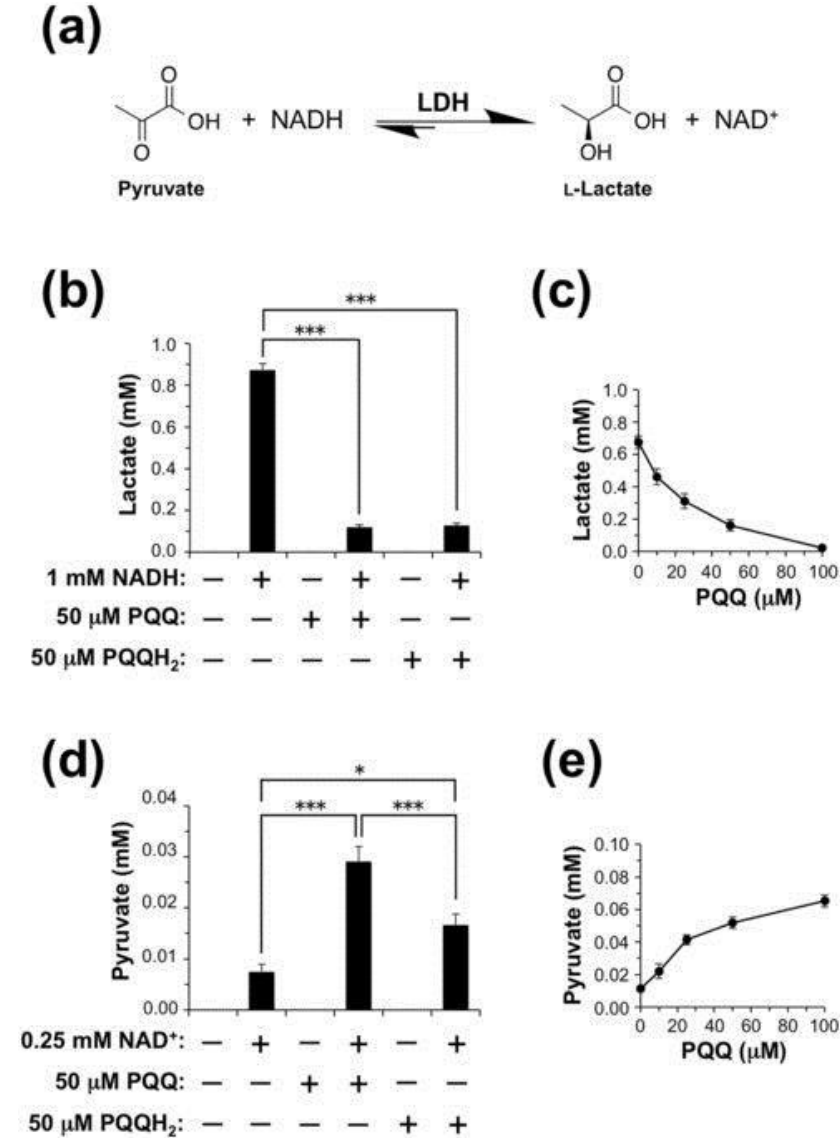 (a)
O
OH
O
+ NADH
LDH
O
OH
OH
+ NAD⁺
Pyruvate
L-Lactate
(b)
***
***
1.0
0.8
0.6
0.4
0.2
0
Lactate (mM)
1 mM NADH: − + − + − +
50 μM PQQ: − − + + − −
50 μM PQQH₂: − − − − + +
(c)
1.0
0.8
0.6
0.4
0.2
0.0
Lactate (mM)
0 20 40 60 80 100
PQQ (μM)
(d)
*
***
***
0.04
0.03
0.02
0.01
0.00
Pyruvate (mM)
0.25 mM NAD⁺: − + − + − +
50 μM PQQ: − − + + − −
50 μM PQQH₂: − − − − + +
(e)
0.10
0.08
0.06
0.04
0.02
0.00
Pyruvate (mM)
0 20 40 60 80 100
PQQ (μM)